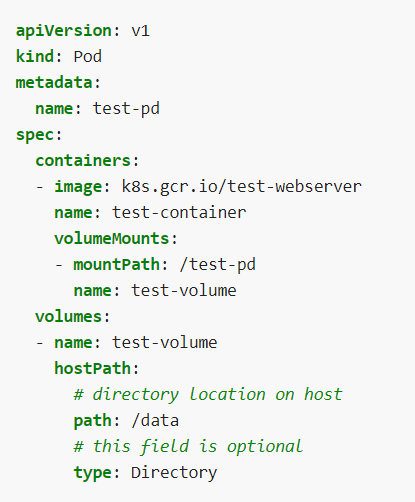 apiVersion: v1
kind: Pod
metadata:
  name: test-pd
spec:
  containers:
  - image: k8s.gcr.io/test-webserver
    name: test-container
    volumeMounts:
    - mountPath: /test-pd
      name: test-volume
  volumes:
  - name: test-volume
    hostPath:
      # directory location on host
      path: /data
      # this field is optional
      type: Directory